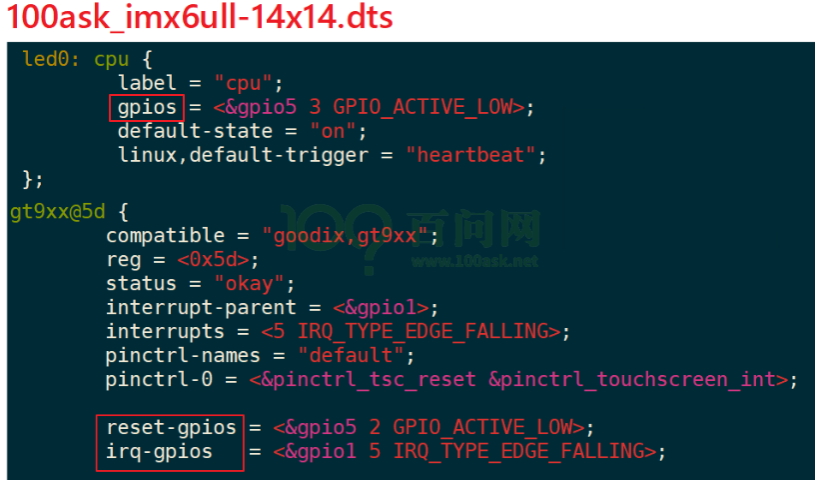 100ask_imx6ull-14x14.dts
led0: cpu {
label = "cpu";
gpios = <&gpio5 3 GPIO_ACTIVE_LOW>;
default-state = "on";
linux,default-trigger = "heartbeat";
};
gt9xx@5d {
compatible = "goodix,gt9xx";
reg = <0x5d>;
status = "okay";
interrupt-parent = <&gpio1>;
interrupts = <5 IRQ_TYPE_EDGE_FALLING>;
pinctrl-names = "default";
pinctrl-0 = <&pinctrl_tsc_reset &pinctrl_touchscreen_int>;
reset-gpios = <&gpio5 2 GPIO_ACTIVE_LOW>;
irq-gpios = <&gpio1 5 IRQ_TYPE_EDGE_FALLING>;
100?
百问网
www.100ask.net